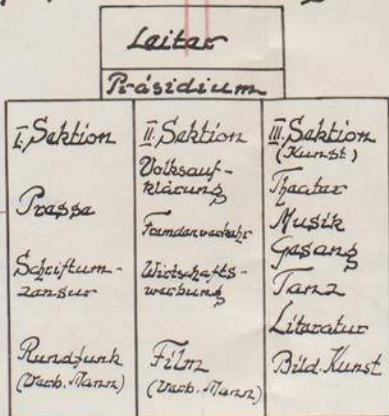 Leiter
Präsidium
I. Sektion
Presse
Schriftum-
zensur
Rundfunk
(Verb. Mann)
II. Sektion
Volksauf-
klärung
Fremdenverkehr
Wirtschafts-
werbung
Film
(Verb. Mann)
III. Sektion
(Kunst)
Theater
Musik
Gesang
Tanz
Literatur
Bild. Kunst